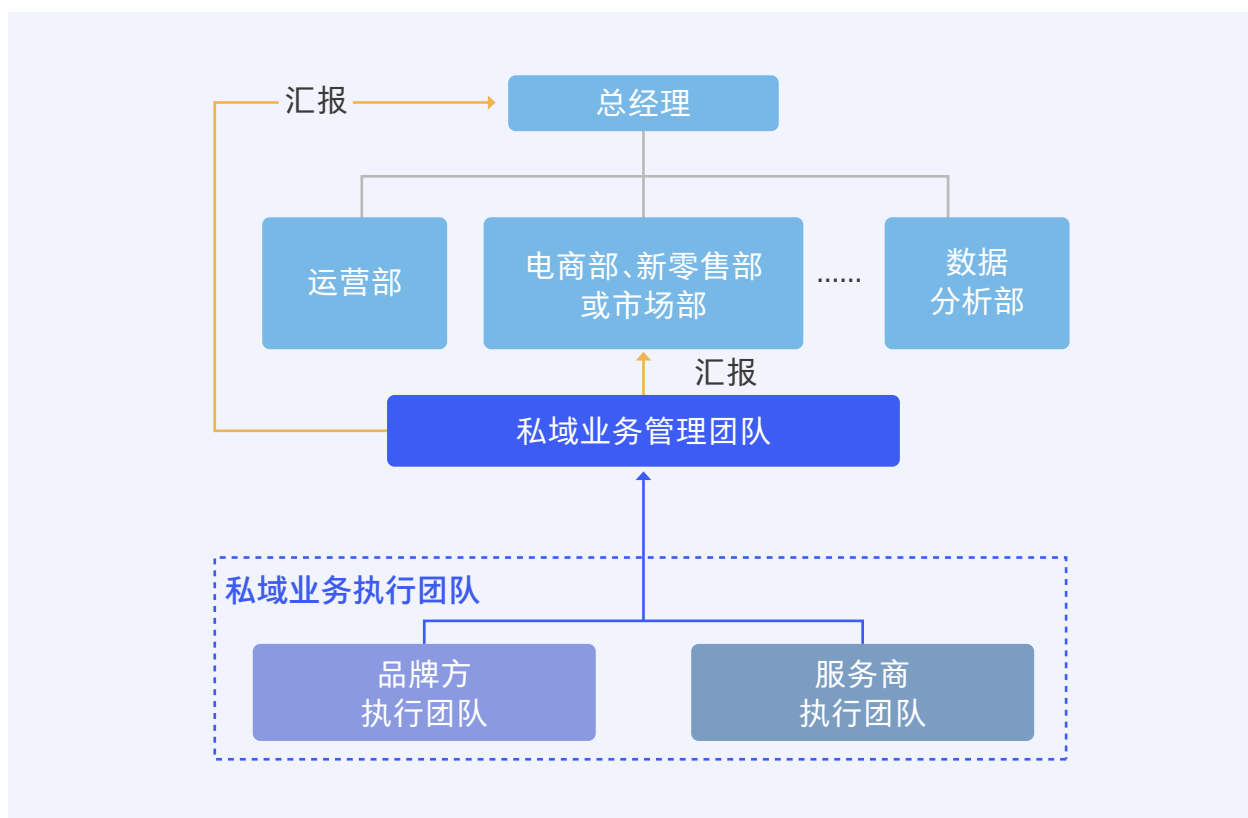 汇报
总经理
运营部
电商部、新零售部
或市场部
......
数据
分析部
汇报
私域业务管理团队
私域业务执行团队
品牌方
执行团队
服务商
执行团队